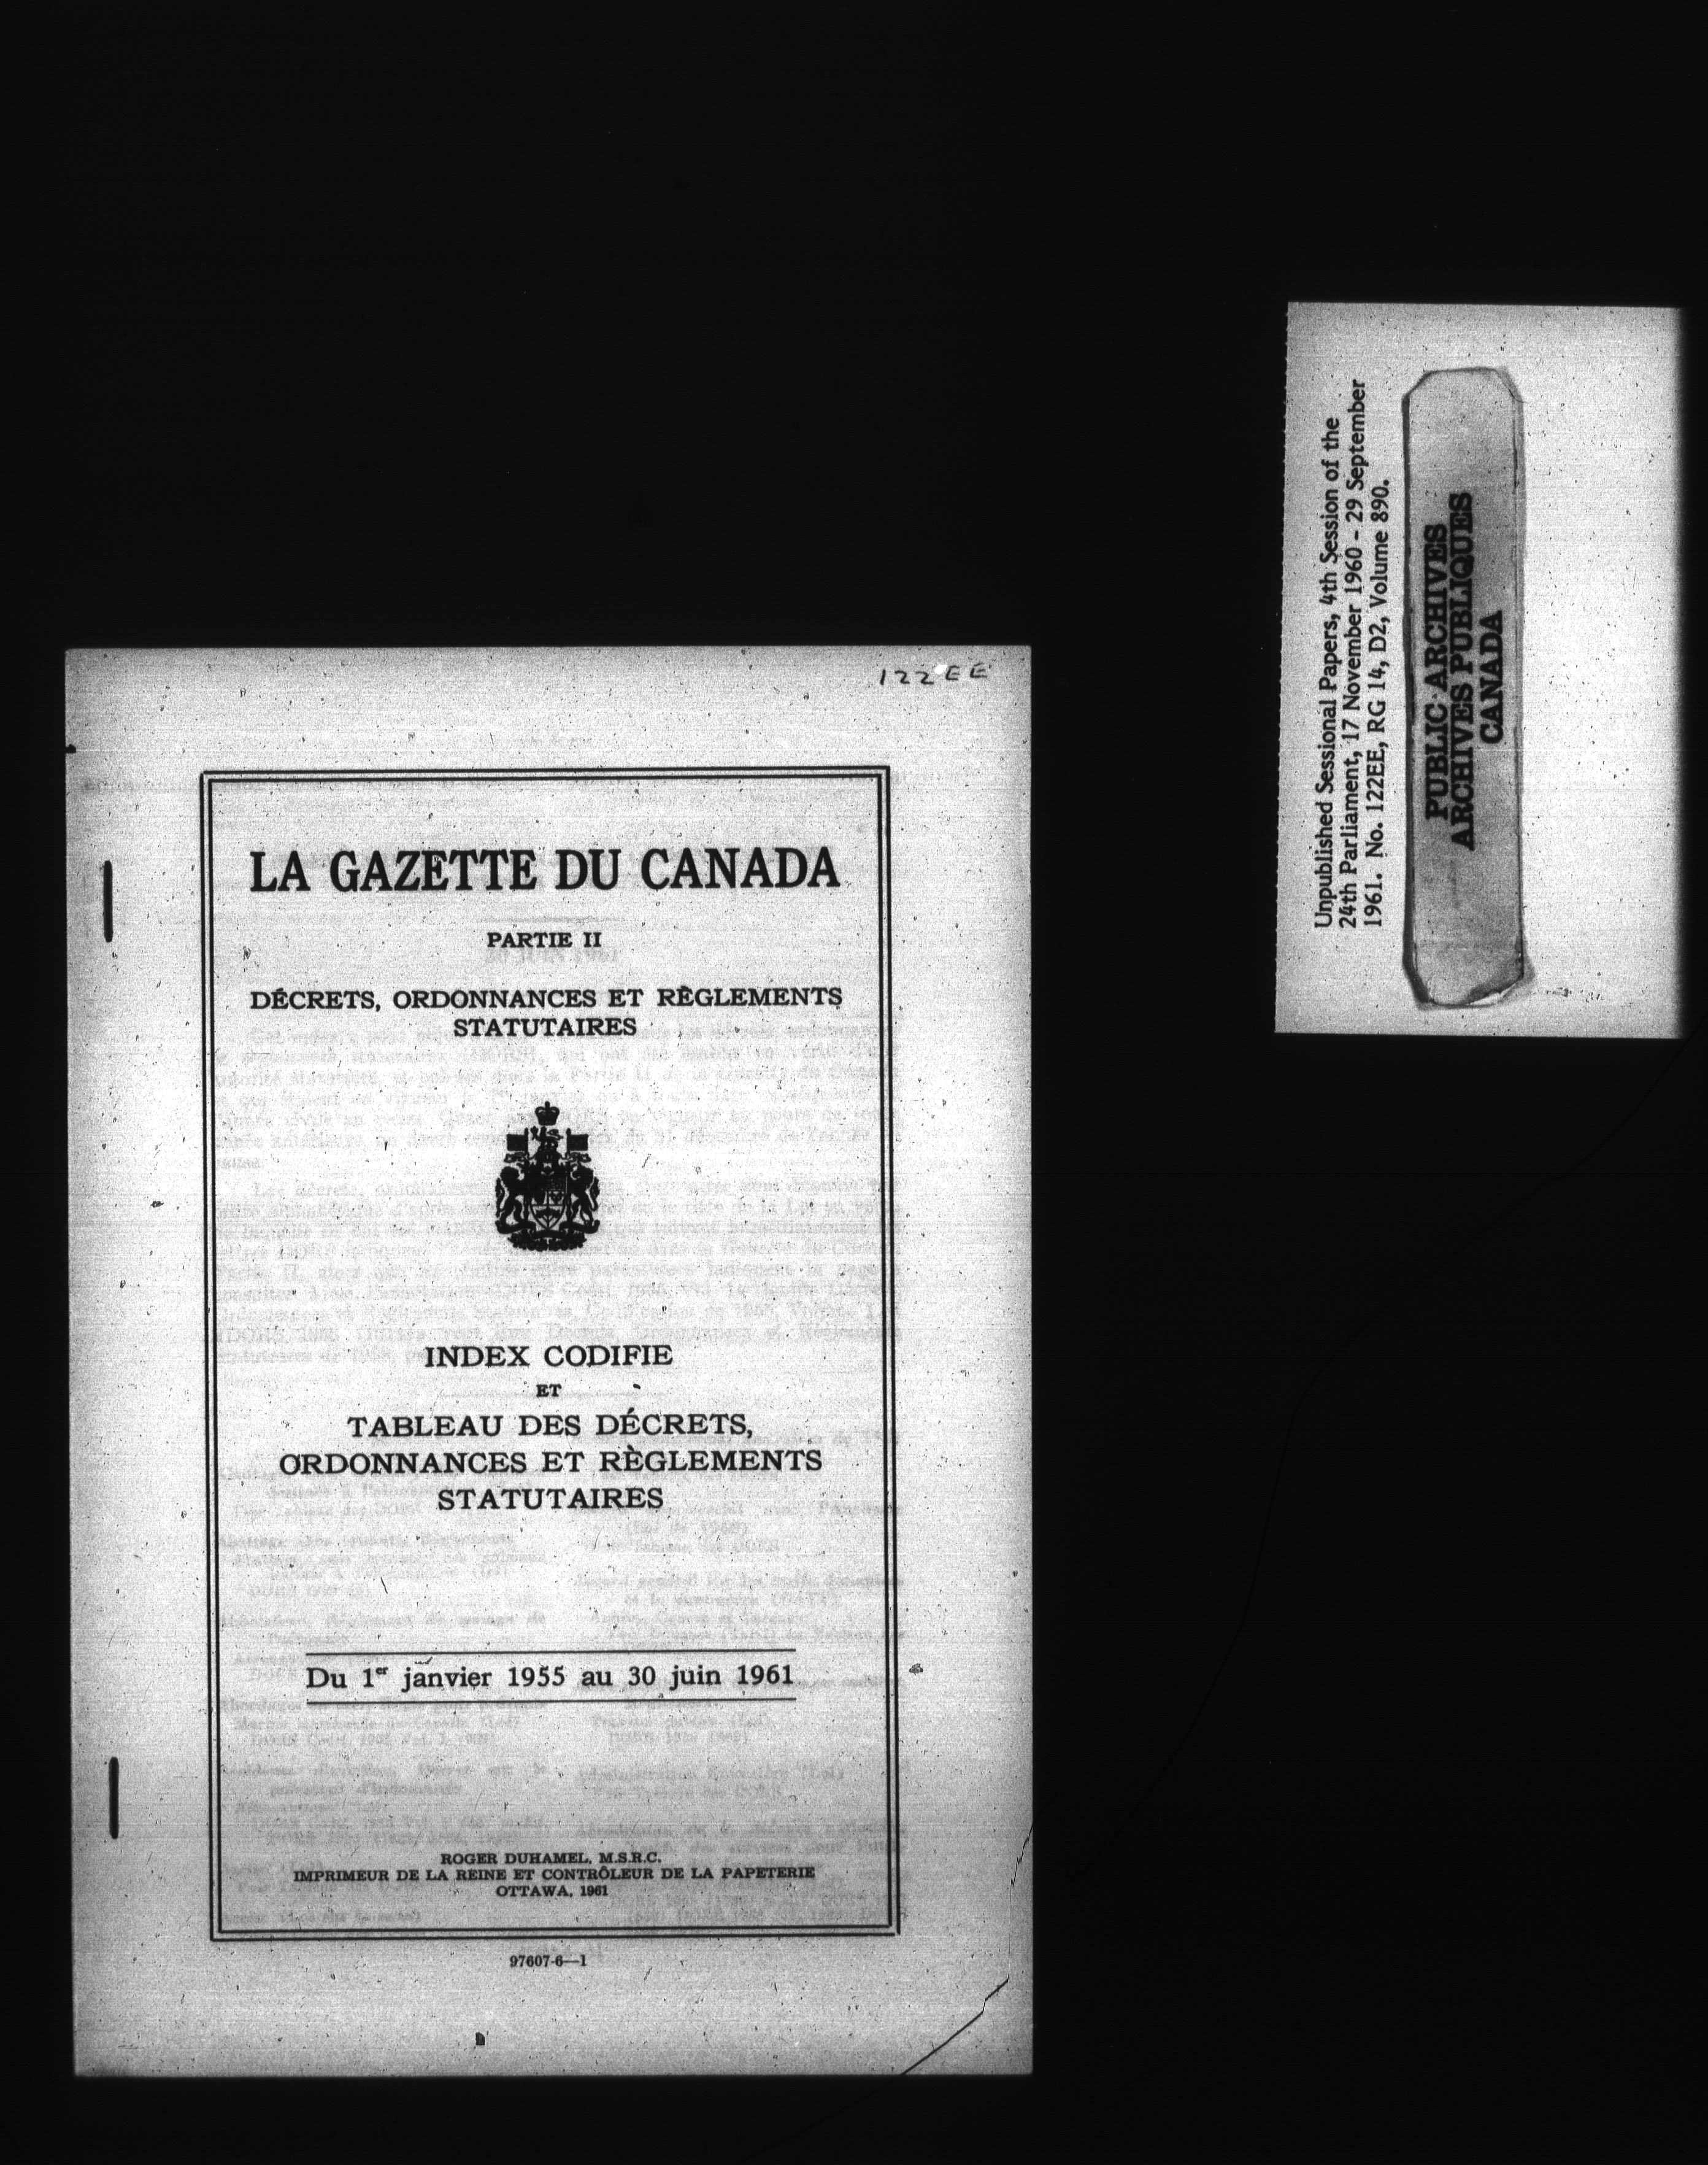 122EE
LA GAZETTE DU CANADA
PARTIE II
DÉCRETS, ORDONNANCES ET RÈGLEMENTS
STATUTAIRES
INDEX CODIFIE
ET
TABLEAU DES DÉCRETS,
ORDONNANCES ET RÈGLEMENTS
STATUTAIRES
Du 1er janvier 1955 au 30 juin 1961
ROGER DUHAMEL, M.S.R.C.
IMPRIMEUR DE LA REINE ET CONTRÔLEUR DE LA PAPETERIE
OTTAWA, 1961
97607-6—1
Unpublished Sessional Papers, 4th Session of the
24th Parliament, 17 November 1960 - 29 September
1961. No. 122EE, RG 14, D2, Volume 890.
PUBLIC ARCHIVES
ARCHIVES PUBLIQUES
CANADA